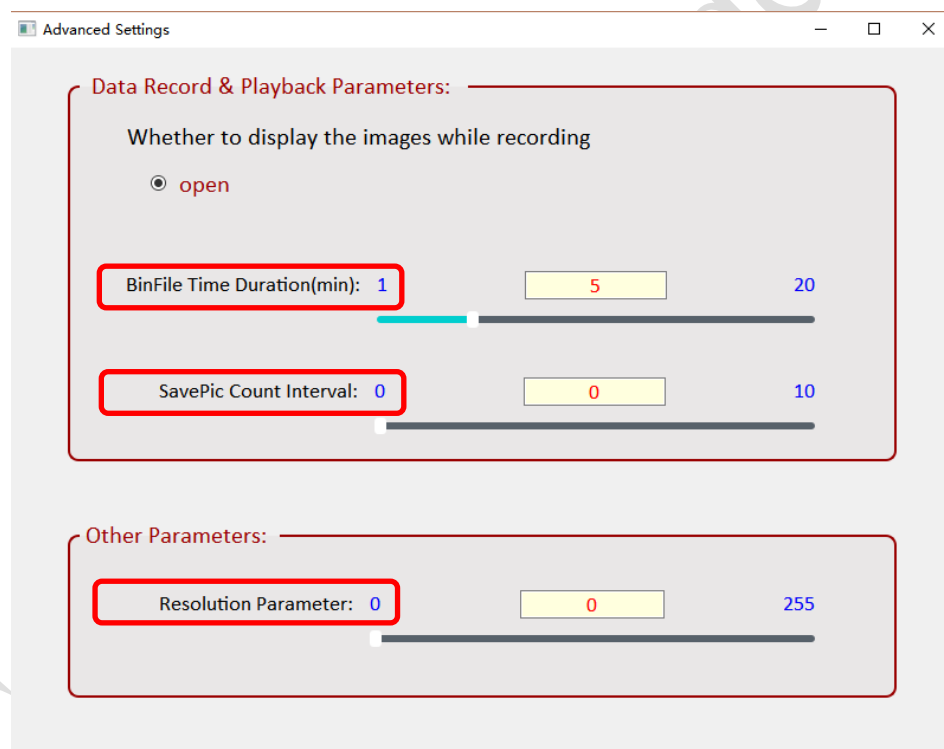 Advanced Settings
Data Record & Playback Parameters:
Whether to display the images while recording
open
BinFile Time Duration(min): 1 5 20
SavePic Count Interval: 0 0 10
Other Parameters:
Resolution Parameter: 0 0 255